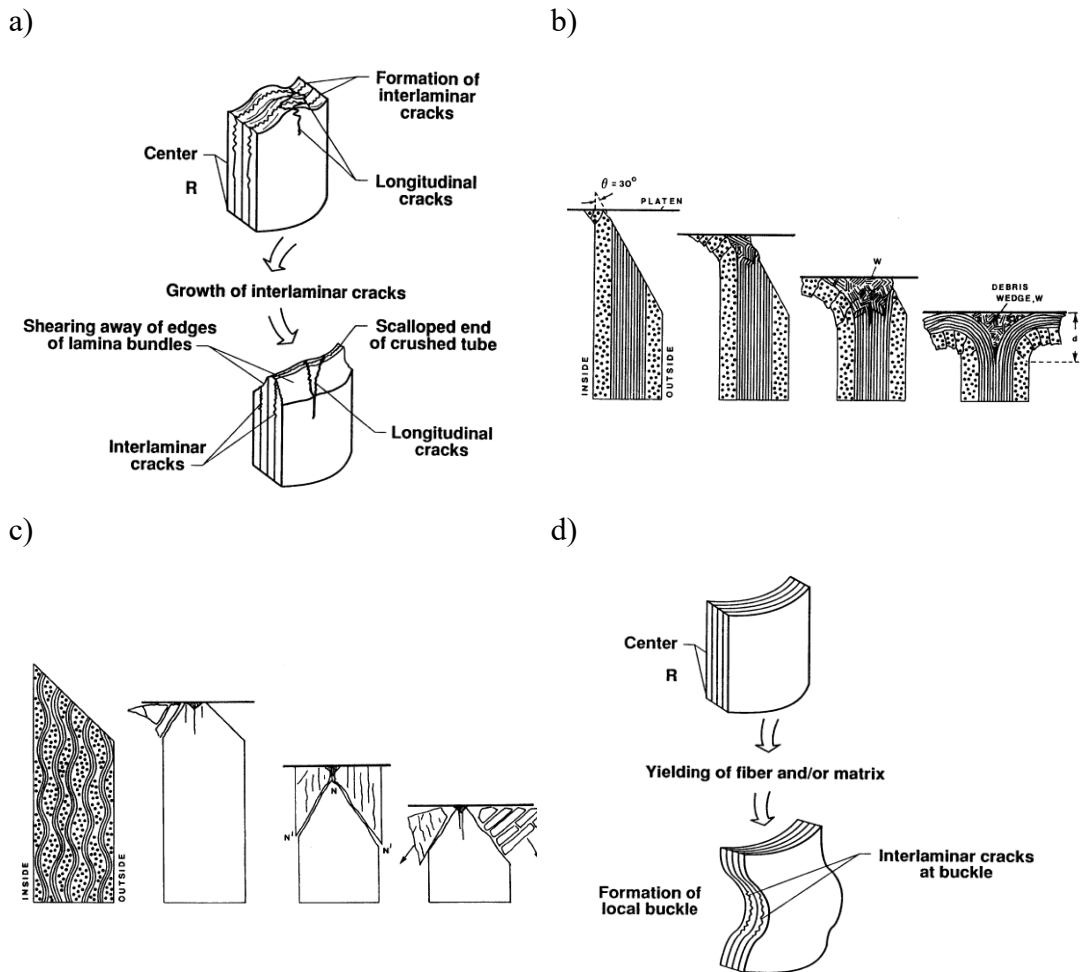 a)
Formation of
interlaminar
cracks
Center
R
Longitudinal
cracks
Growth of interlaminar cracks
Shearing away of edges
of lamina bundles
Scalloped end
of crushed tube
Interlaminar
cracks
Longitudinal
cracks
b)
θ = 30°
PLATEN
W
DEBRIS
WEDGE, W
d
INSIDE
OUTSIDE
c)
N
N'
N'
INSIDE
OUTSIDE
d)
Center
R
Yielding of fiber and/or matrix
Interlaminar cracks
at buckle
Formation of
local buckle